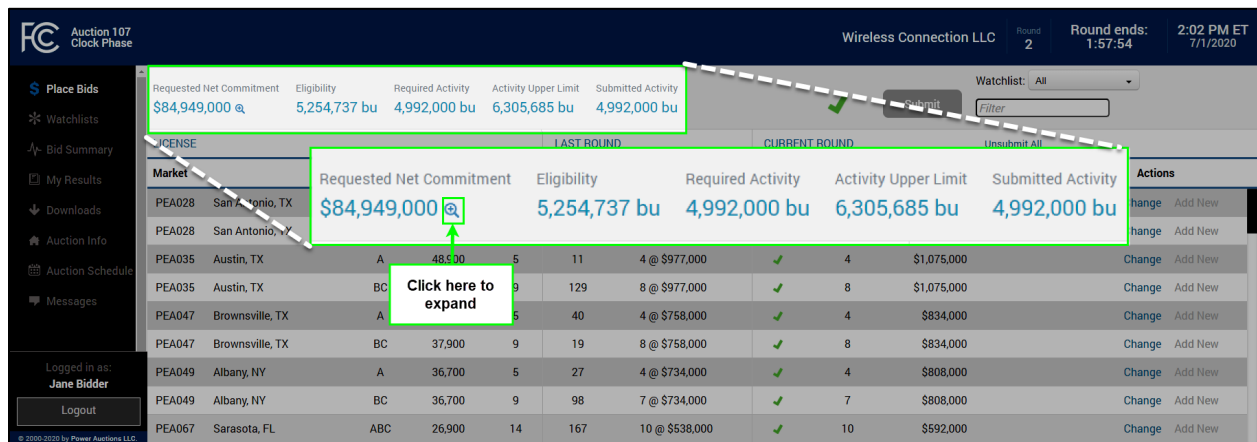 FCC Auction 107 Clock Phase
Wireless Connection LLC
Round 2
Round ends: 1:57:54
2:02 PM ET 7/1/2020
Place Bids
Watchlists
Bid Summary
My Results
Downloads
Auction Info
Auction Schedule
Messages
Logged in as:
Jane Bidder
Logout
© 2000-2020 by Power Auctions LLC.
Requested Net Commitment Eligibility Required Activity Activity Upper Limit Submitted Activity
$84,949,000 5,254,737 bu 4,992,000 bu 6,305,685 bu 4,992,000 bu
Submit
Watchlist: All
Filter
LICENSE LAST ROUND CURRENT ROUND Unsubmit All
Market Actions
Requested Net Commitment Eligibility Required Activity Activity Upper Limit Submitted Activity
$84,949,000 5,254,737 bu 4,992,000 bu 6,305,685 bu 4,992,000 bu
Click here to
expand
PEA028 San Antonio, TX Change Add New
PEA028 San Antonio, TX Change Add New
PEA035 Austin, TX A 48,900 5 11 4 @ $977,000 4 $1,075,000 Change Add New
PEA035 Austin, TX BC 9 129 8 @ $977,000 8 $1,075,000 Change Add New
PEA047 Brownsville, TX A 5 40 4 @ $758,000 4 $834,000 Change Add New
PEA047 Brownsville, TX BC 37,900 9 19 8 @ $758,000 8 $834,000 Change Add New
PEA049 Albany, NY A 36,700 5 27 4 @ $734,000 4 $808,000 Change Add New
PEA049 Albany, NY BC 36,700 9 98 7 @ $734,000 7 $808,000 Change Add New
PEA067 Sarasota, FL ABC 26,900 14 167 10 @ $538,000 10 $592,000 Change Add New